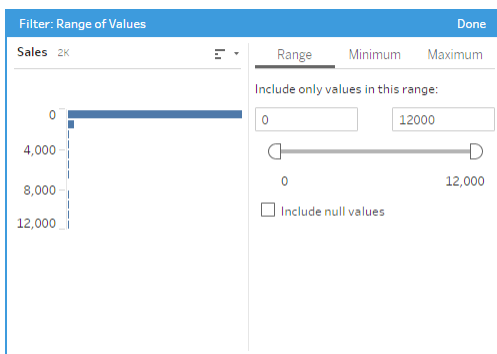 Filter: Range of Values Done
Sales 2K
0
4,000
8,000
12,000
Range Minimum Maximum
Include only values in this range:
0 12000
0 12,000
Include null values